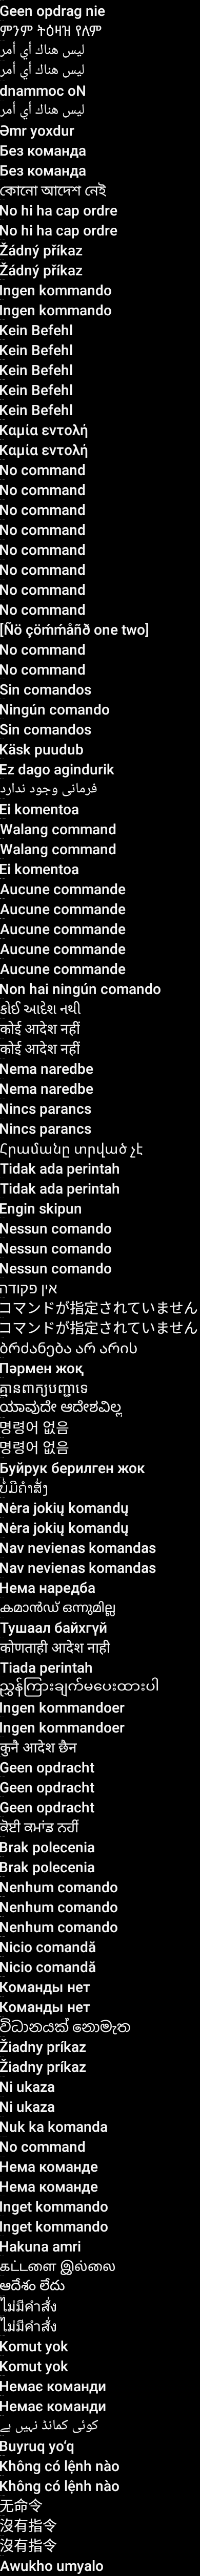 Geen opdrag nie
ምንም ትዕዛዝ የለም
ليس هناك أي أمر
ليس هناك أي أمر
dnammoc oN
ليس هناك أي أمر
Əmr yoxdur
Без команда
Без команда
কোনো আদেশ নেই
No hi ha cap ordre
No hi ha cap ordre
Žádný příkaz
Žádný příkaz
Ingen kommando
Ingen kommando
Kein Befehl
Kein Befehl
Kein Befehl
Kein Befehl
Kein Befehl
Καμία εντολή
Καμία εντολή
No command
No command
No command
No command
No command
No command
No command
No command
[Ñö çöḿḿåñð one two]
No command
No command
Sin comandos
Ningún comando
Sin comandos
Käsk puudub
Ez dago agindurik
فرمانی وجود ندارد
Ei komentoa
Walang command
Walang command
Ei komentoa
Aucune commande
Aucune commande
Aucune commande
Aucune commande
Aucune commande
Non hai ningún comando
કોઈ આદેશ નથી
कोई आदेश नहीं
कोई आदेश नहीं
Nema naredbe
Nema naredbe
Nincs parancs
Nincs parancs
Հրամանը տրված չէ
Tidak ada perintah
Tidak ada perintah
Engin skipun
Nessun comando
Nessun comando
Nessun comando
אין פקודה
コマンドが指定されていません
コマンドが指定されていません
ბრძანება არ არის
Пәрмен жоқ
គ្មានពាក្យបញ្ជាទេ
ಯಾವುದೇ ಆದೇಶವಿಲ್ಲ
명령어 없음
명령어 없음
Буйрук берилген жок
ບໍ່ມີຄຳສັ່ງ
Nėra jokių komandų
Nėra jokių komandų
Nav nevienas komandas
Nav nevienas komandas
Нема наредба
കമാൻഡ് ഒന്നുമില്ല
Тушаал байхгүй
कोणताही आदेश नाही
Tiada perintah
ညွှန်ကြားချက်မပေးထားပါ
Ingen kommandoer
Ingen kommandoer
कुनै आदेश छैन
Geen opdracht
Geen opdracht
Geen opdracht
ਕੋਈ ਕਮਾਂਡ ਨਹੀਂ
Brak polecenia
Brak polecenia
Nenhum comando
Nenhum comando
Nenhum comando
Nicio comandă
Nicio comandă
Команды нет
Команды нет
විධානයක් නොමැත
Žiadny príkaz
Žiadny príkaz
Ni ukaza
Ni ukaza
Nuk ka komanda
No command
Нема команде
Нема команде
Inget kommando
Inget kommando
Hakuna amri
கட்டளை இல்லை
ఆదేశం లేదు
ไม่มีคำสั่ง
ไม่มีคำสั่ง
Komut yok
Komut yok
Немає команди
Немає команди
کوئی کمانڈ نہیں ہے
Buyruq yo‘q
Không có lệnh nào
Không có lệnh nào
无命令
沒有指令
沒有指令
Awukho umyalo